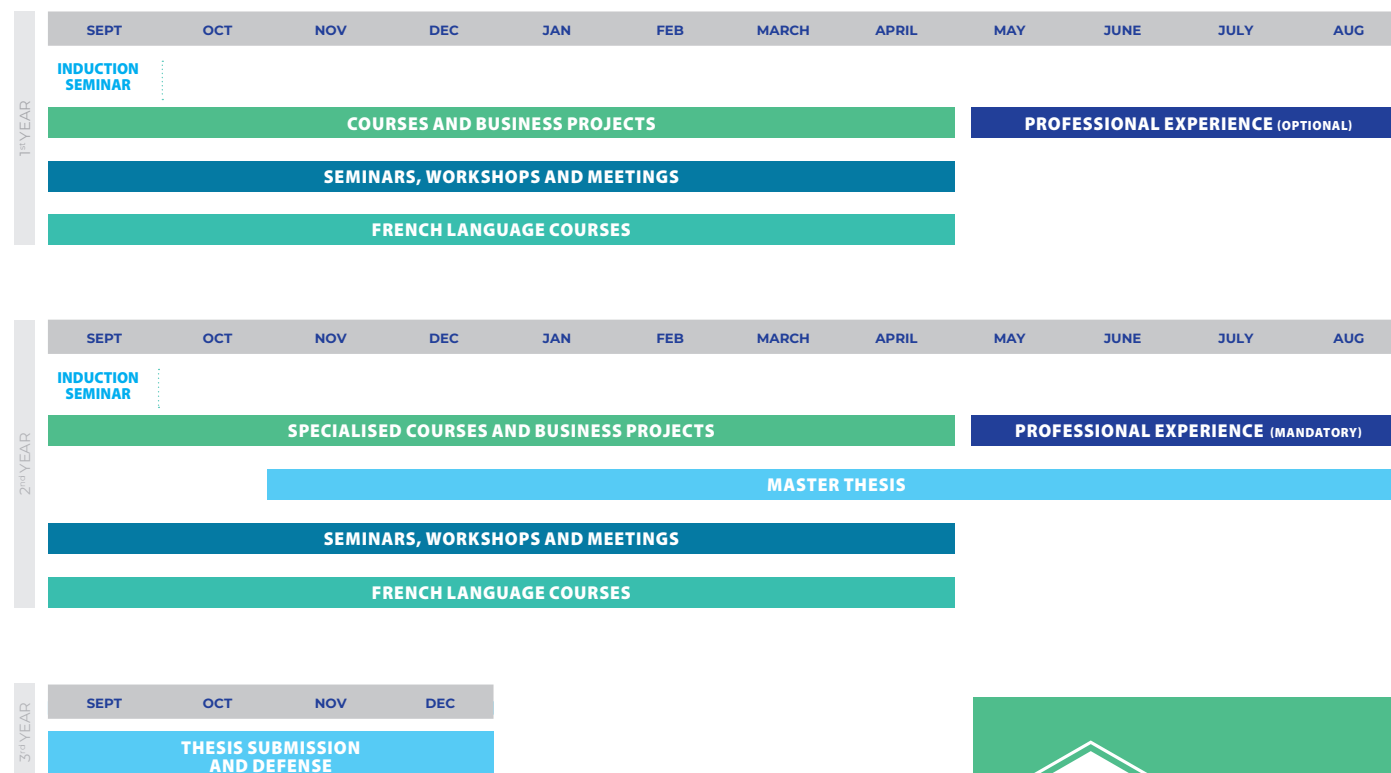 1st YEAR
SEPT OCT NOV DEC JAN FEB MARCH APRIL MAY JUNE JULY AUG
INDUCTION
SEMINAR
COURSES AND BUSINESS PROJECTS
PROFESSIONAL EXPERIENCE (OPTIONAL)
SEMINARS, WORKSHOPS AND MEETINGS
FRENCH LANGUAGE COURSES
2nd YEAR
SEPT OCT NOV DEC JAN FEB MARCH APRIL MAY JUNE JULY AUG
INDUCTION
SEMINAR
SPECIALISED COURSES AND BUSINESS PROJECTS
PROFESSIONAL EXPERIENCE (MANDATORY)
MASTER THESIS
SEMINARS, WORKSHOPS AND MEETINGS
FRENCH LANGUAGE COURSES
3rd YEAR
SEPT OCT NOV DEC
THESIS SUBMISSION
AND DEFENSE